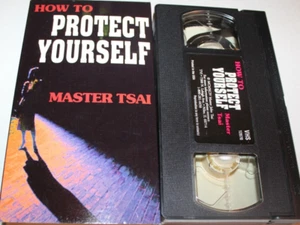 HOW TO
PROTECT
YOURSELF
MASTER TSAI
HOW TO
PROTECT
YOURSELF
Master
Tsai
VHS